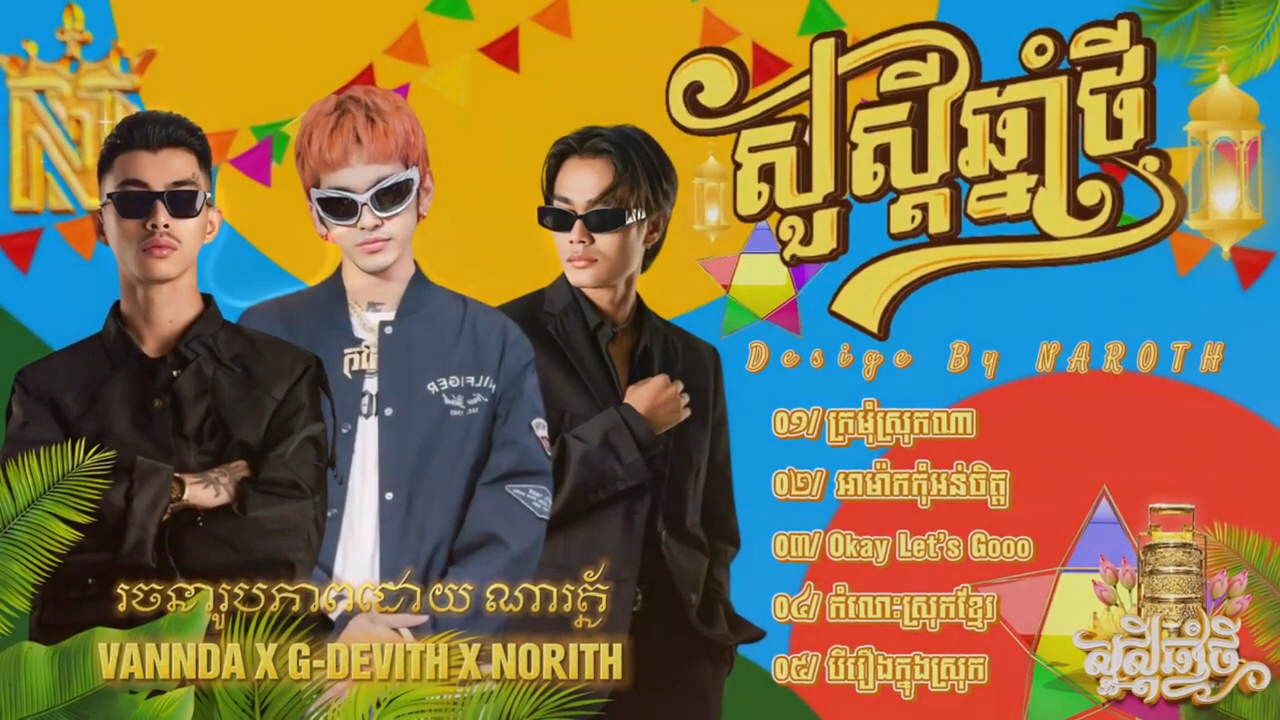 NT
សួស្តីឆ្នាំថ្មី
Desige By NAROTH
០១/ ក្រមុំស្រុកណា
០២/ អាម៉ាកកុំអន់ចិត្ត
០៣/ Okay Let's Gooo
០៤/ កំលោះស្រុកខ្មែរ
០៥/ បីរឿងក្នុងស្រុក
រចនារូបភាពដោយ ណារត្ន័
VANNDA X G-DEVITH X NORITH
HILFIGER
សួស្តីឆ្នាំថ្មី